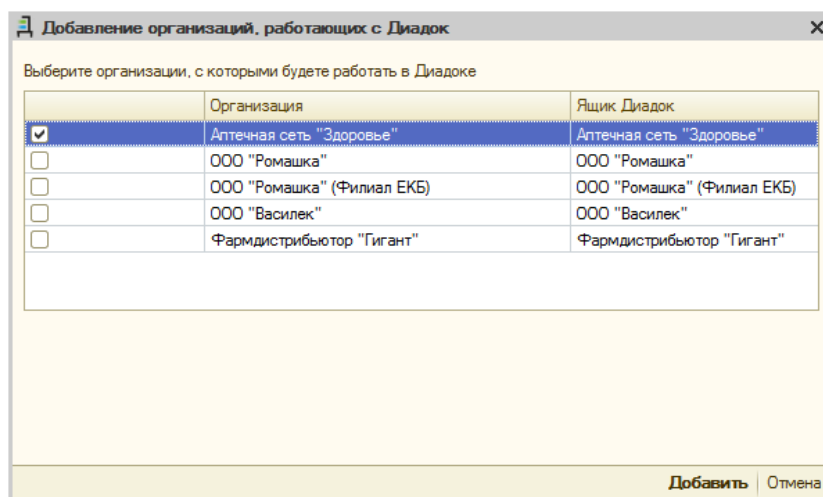 Добавление организаций, работающих с Диадок
Выберите организации, с которыми будете работать в Диадоке
Организация Ящик Диадок
Аптечная сеть "Здоровье" Аптечная сеть "Здоровье"
ООО "Ромашка" ООО "Ромашка"
ООО "Ромашка" (Филиал ЕКБ) ООО "Ромашка" (Филиал ЕКБ)
ООО "Василек" ООО "Василек"
Фармдистрибьютор "Гигант" Фармдистрибьютор "Гигант"
Добавить Отмена